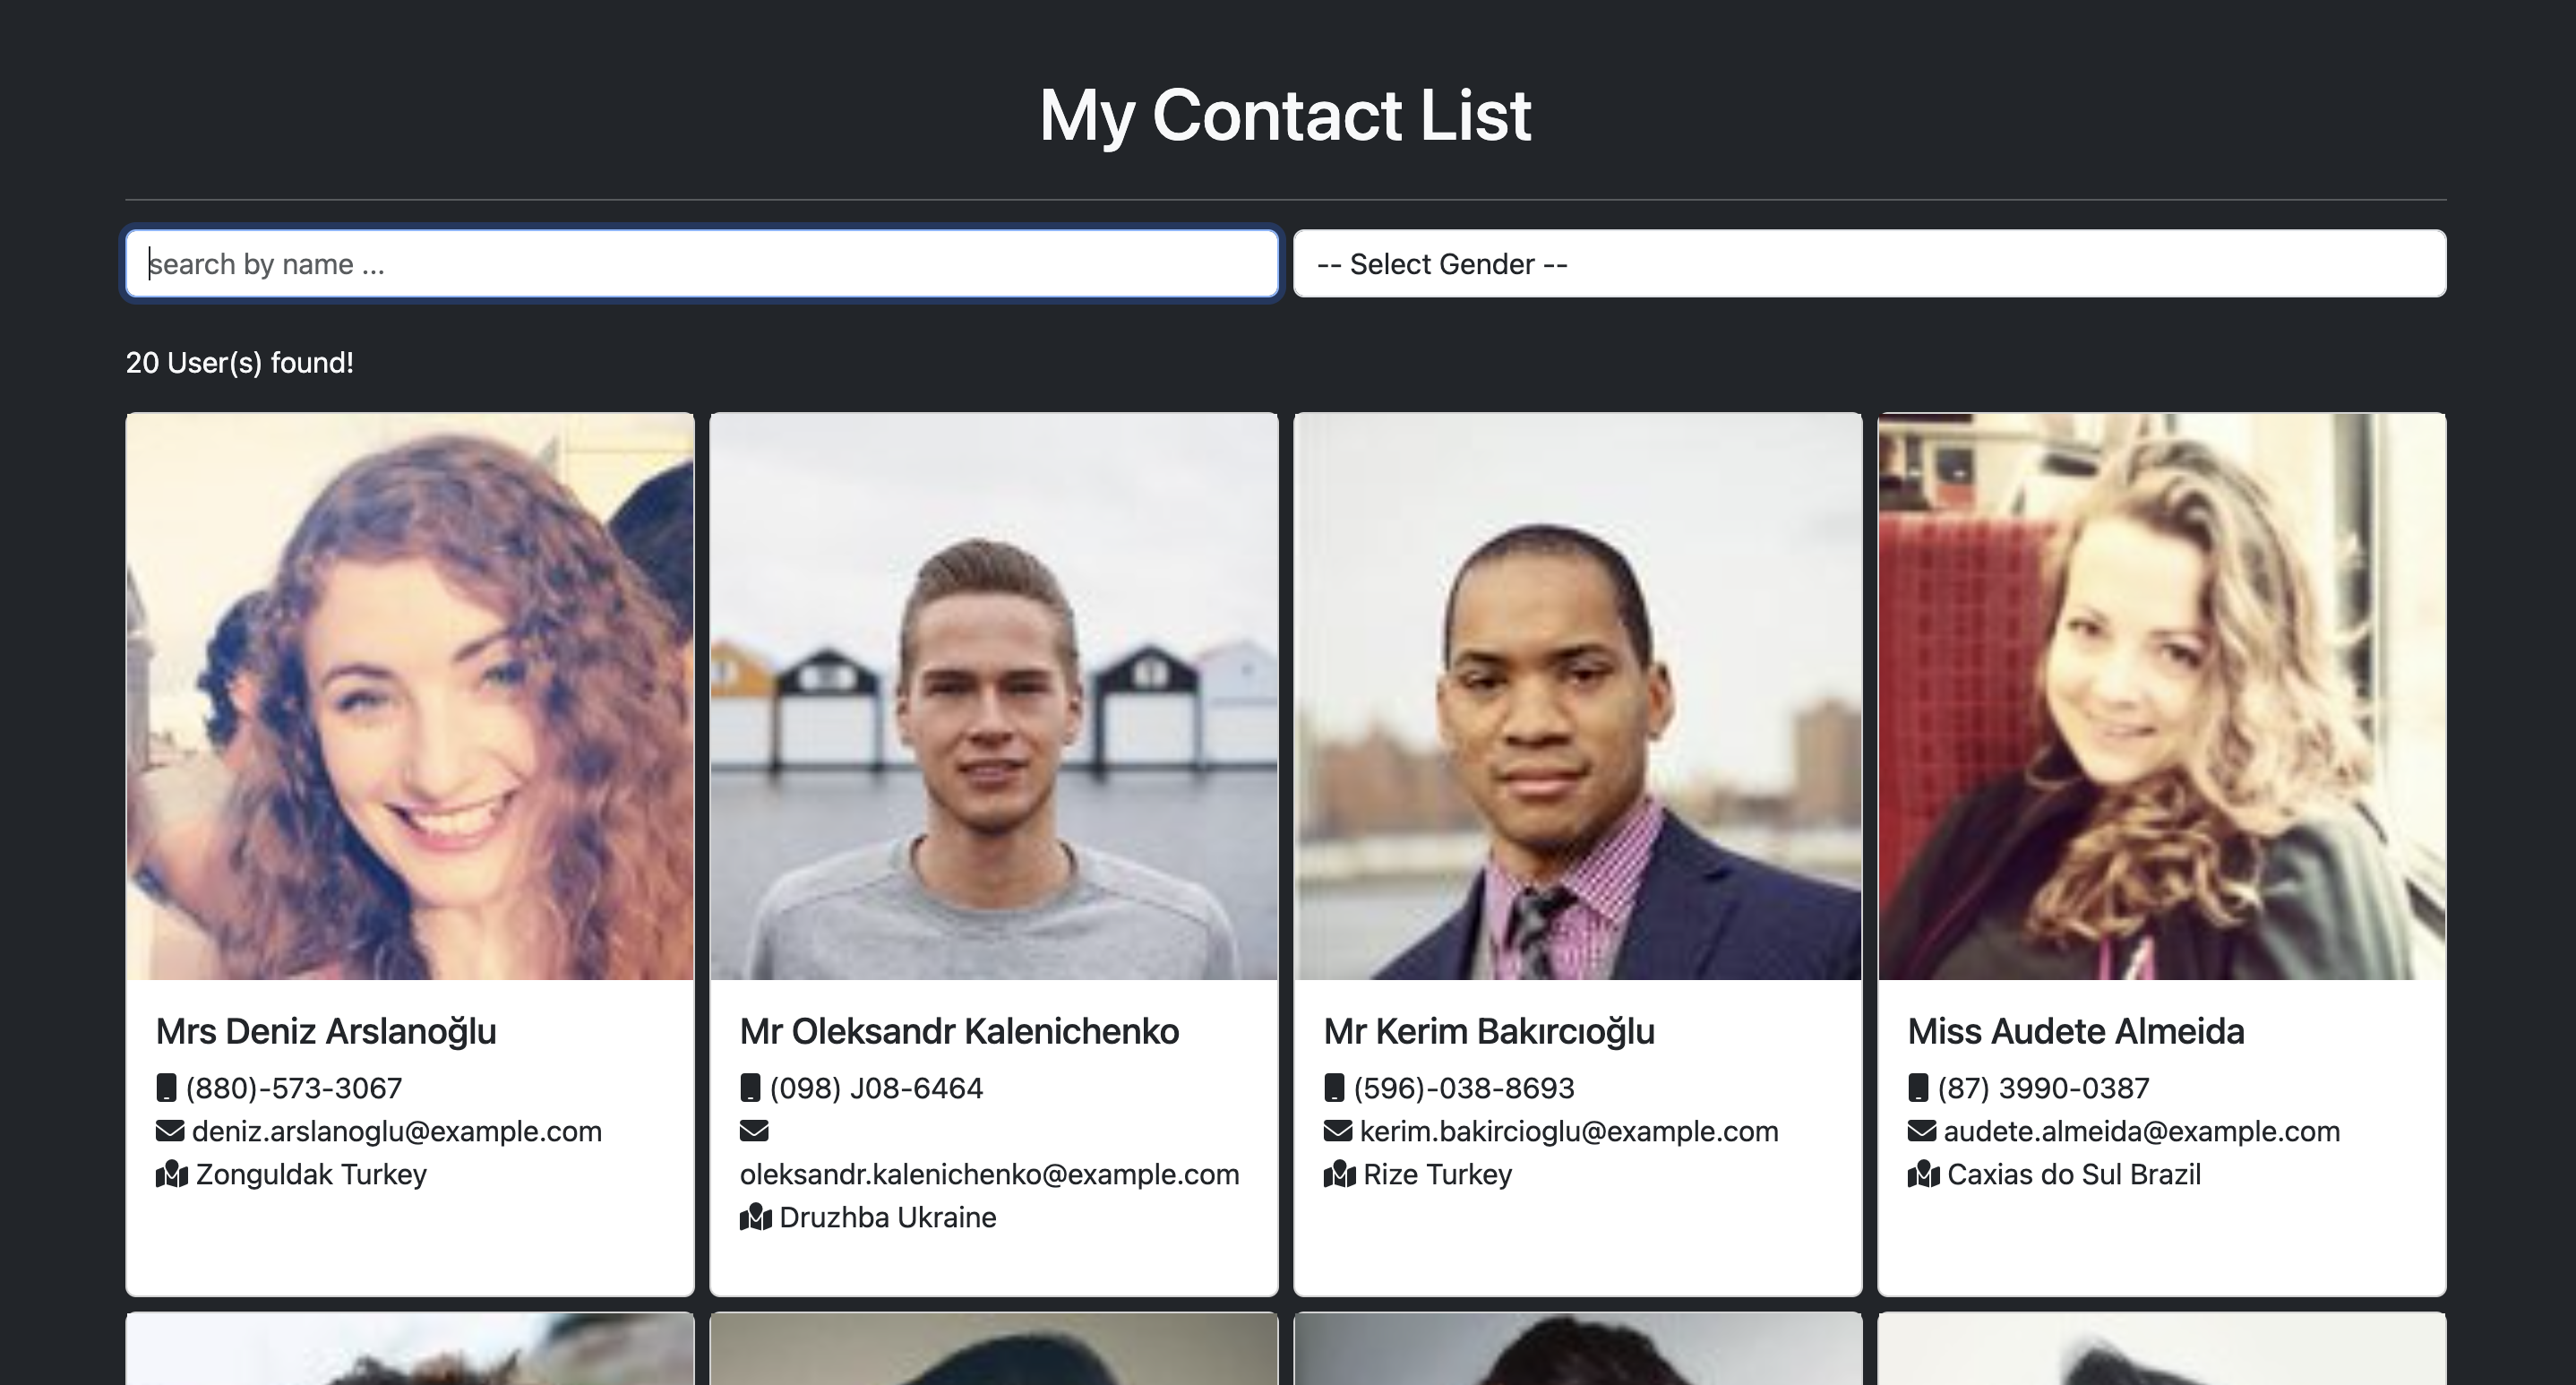 My Contact List
search by name ...
-- Select Gender --
20 User(s) found!
Mrs Deniz Arslanoğlu
(880)-573-3067
deniz.arslanoglu@example.com
Zonguldak Turkey
Mr Oleksandr Kalenichenko
(098) J08-6464
oleksandr.kalenichenko@example.com
Druzhba Ukraine
Mr Kerim Bakırcıoğlu
(596)-038-8693
kerim.bakircioglu@example.com
Rize Turkey
Miss Audete Almeida
(87) 3990-0387
audete.almeida@example.com
Caxias do Sul Brazil